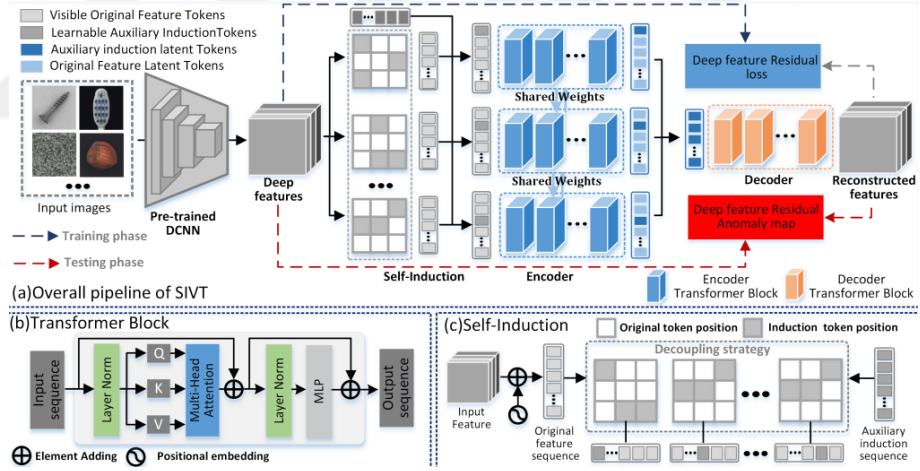 Visible Original Feature Tokens
Learnable Auxiliary InductionTokens
Auxiliary induction latent Tokens
Original Feature Latent Tokens
Input images
Pre-trained
DCNN
Deep
features
Training phase
Testing phase
Self-Induction
Shared Weights
Shared Weights
Encoder
Deep feature Residual
loss
Decoder
Reconstructed
features
Deep feature Residual
Anomaly map
Encoder
Transformer Block
Decoder
Transformer Block
(a)Overall pipeline of SIVT
(b)Transformer Block
Input
sequence
Layer Norm
Q
K
V
Multi-Head
Attention
Layer Norm
MLP
Output
sequence
Element Adding
Positional embedding
(c)Self-Induction
Original token position
Induction token position
Decoupling strategy
Input
Feature
Original
feature
sequence
Auxiliary
induction
sequence